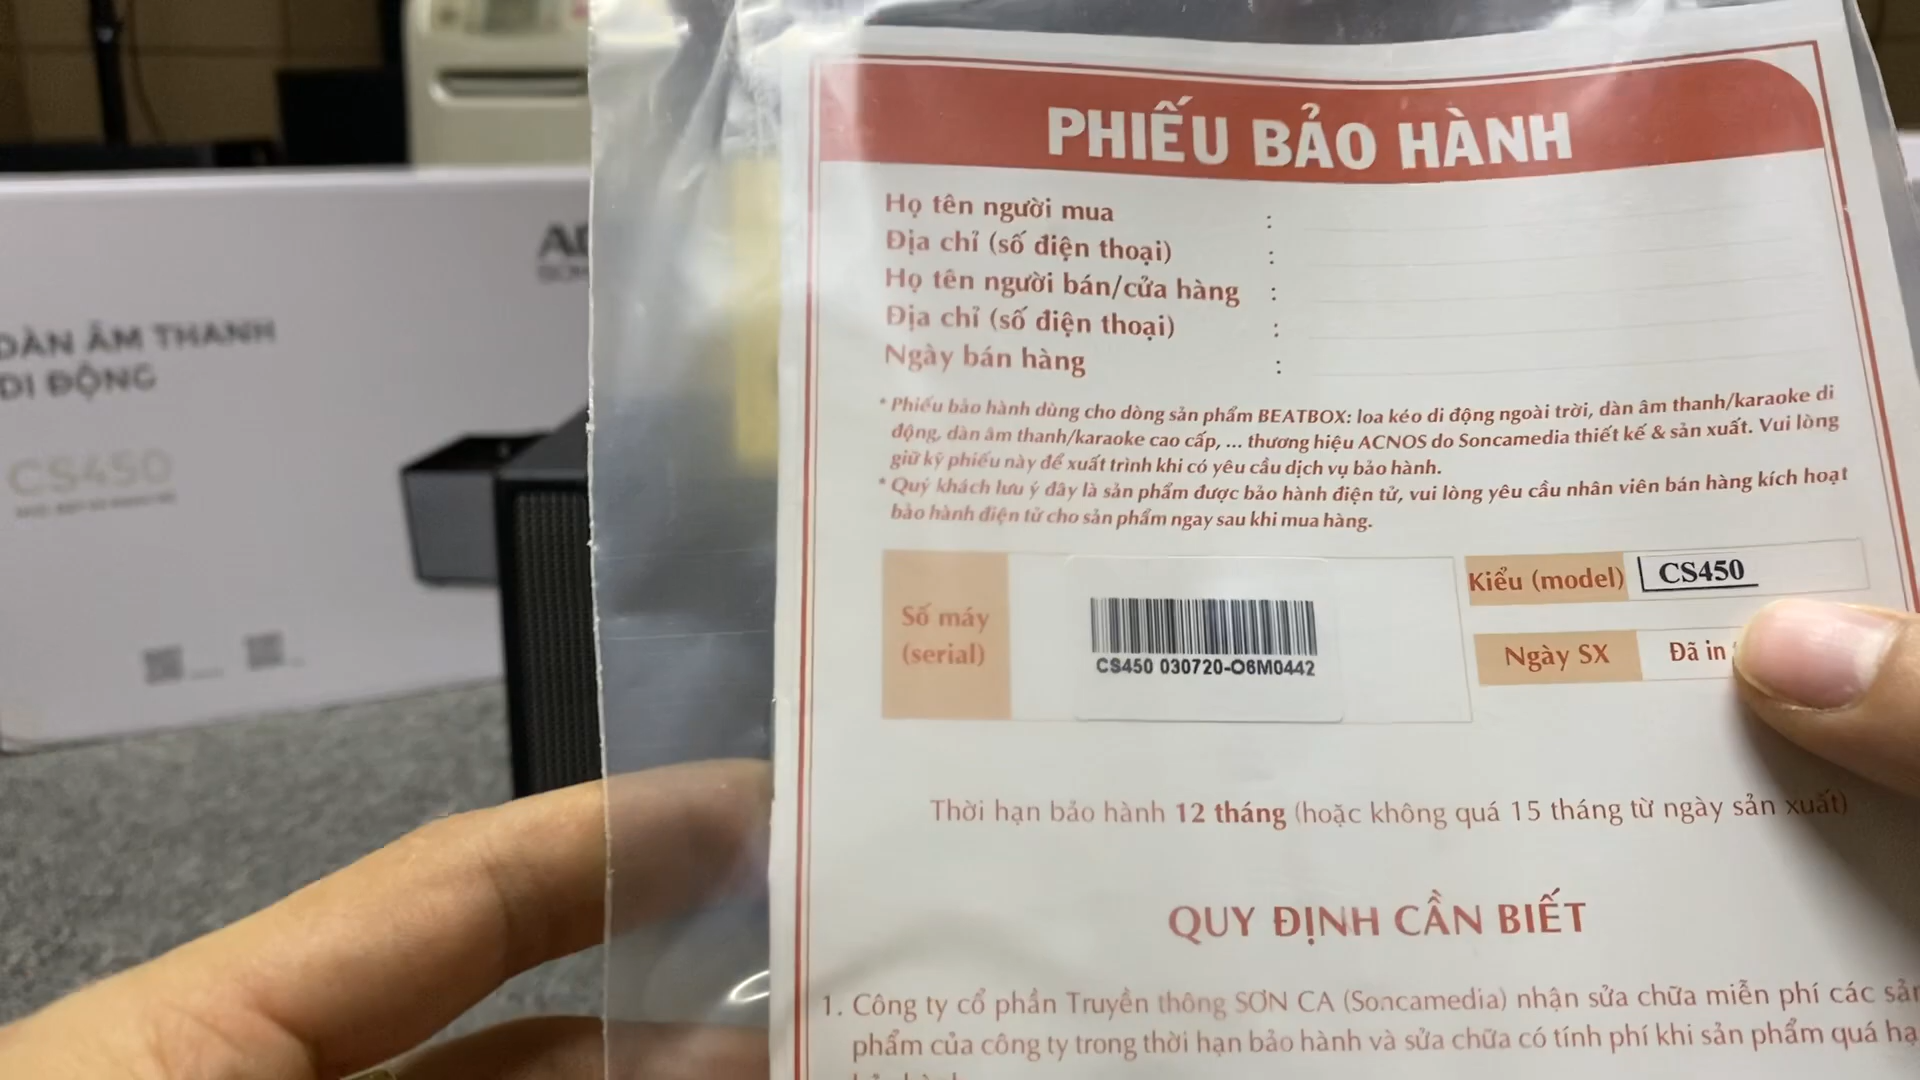 PHIẾU BẢO HÀNH
Họ tên người mua :
Địa chỉ (số điện thoại) :
Họ tên người bán/cửa hàng :
Địa chỉ (số điện thoại) :
Ngày bán hàng :
* Phiếu bảo hành dùng cho dòng sản phẩm BEATBOX: loa kéo di động ngoài trời, dàn âm thanh/karaoke di
động, dàn âm thanh/karaoke cao cấp, ... thương hiệu ACNOS do Soncamedia thiết kế & sản xuất. Vui lòng
giữ kỹ phiếu này để xuất trình khi có yêu cầu dịch vụ bảo hành.
* Quý khách lưu ý đây là sản phẩm được bảo hành điện tử, vui lòng yêu cầu nhân viên bán hàng kích hoạt
bảo hành điện tử cho sản phẩm ngay sau khi mua hàng.
Số máy
(serial)
CS450 030720-O6M0442
Kiểu (model) CS450
Ngày SX Đã in
Thời hạn bảo hành 12 tháng (hoặc không quá 15 tháng từ ngày sản xuất)
QUY ĐỊNH CẦN BIẾT
1. Công ty cổ phần Truyền thông SƠN CA (Soncamedia) nhận sửa chữa miễn phí các sản
phẩm của công ty trong thời hạn bảo hành và sửa chữa có tính phí khi sản phẩm quá hạ
DÀN ÂM THANH
DI ĐỘNG
CS450